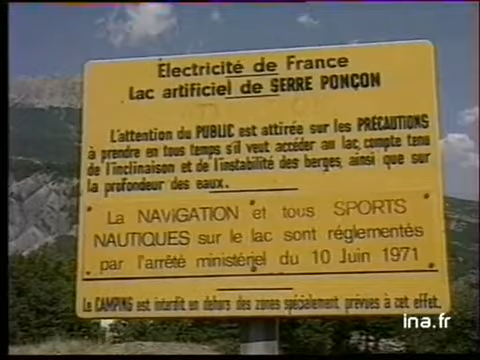 Électricité de France
Lac artificiel de SERRE PONÇON
L'attention du PUBLIC est attirée sur les PRÉCAUTIONS
à prendre en tous temps s'il veut accéder au lac, compte tenu
de l'inclinaison et de l'instabilité des berges, ainsi que sur
la profondeur des eaux.
La NAViGATION et tous SPORTS
NAUTiQUES sur le lac sont réglementés
par l'arrêté ministériel du 10 Juin 1971
Le CAMPING est interdit en dehors des zones spécialement prévues à cet effet.
ina.fr